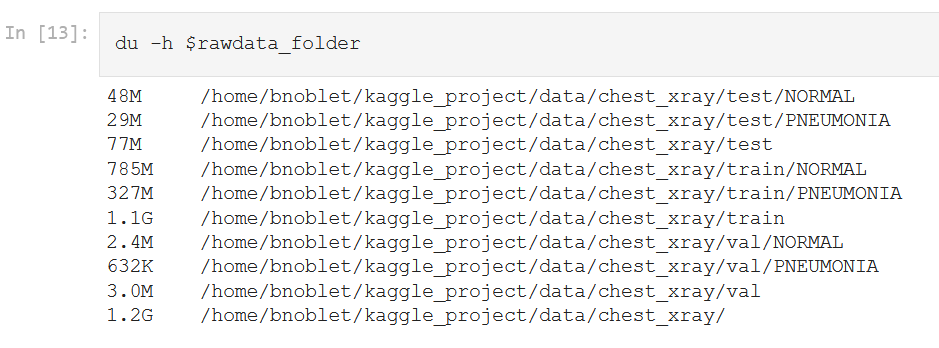 In [13]:
du -h $rawdata_folder
48M /home/bnoblet/kaggle_project/data/chest_xray/test/NORMAL
29M /home/bnoblet/kaggle_project/data/chest_xray/test/PNEUMONIA
77M /home/bnoblet/kaggle_project/data/chest_xray/test
785M /home/bnoblet/kaggle_project/data/chest_xray/train/NORMAL
327M /home/bnoblet/kaggle_project/data/chest_xray/train/PNEUMONIA
1.1G /home/bnoblet/kaggle_project/data/chest_xray/train
2.4M /home/bnoblet/kaggle_project/data/chest_xray/val/NORMAL
632K /home/bnoblet/kaggle_project/data/chest_xray/val/PNEUMONIA
3.0M /home/bnoblet/kaggle_project/data/chest_xray/val
1.2G /home/bnoblet/kaggle_project/data/chest_xray/